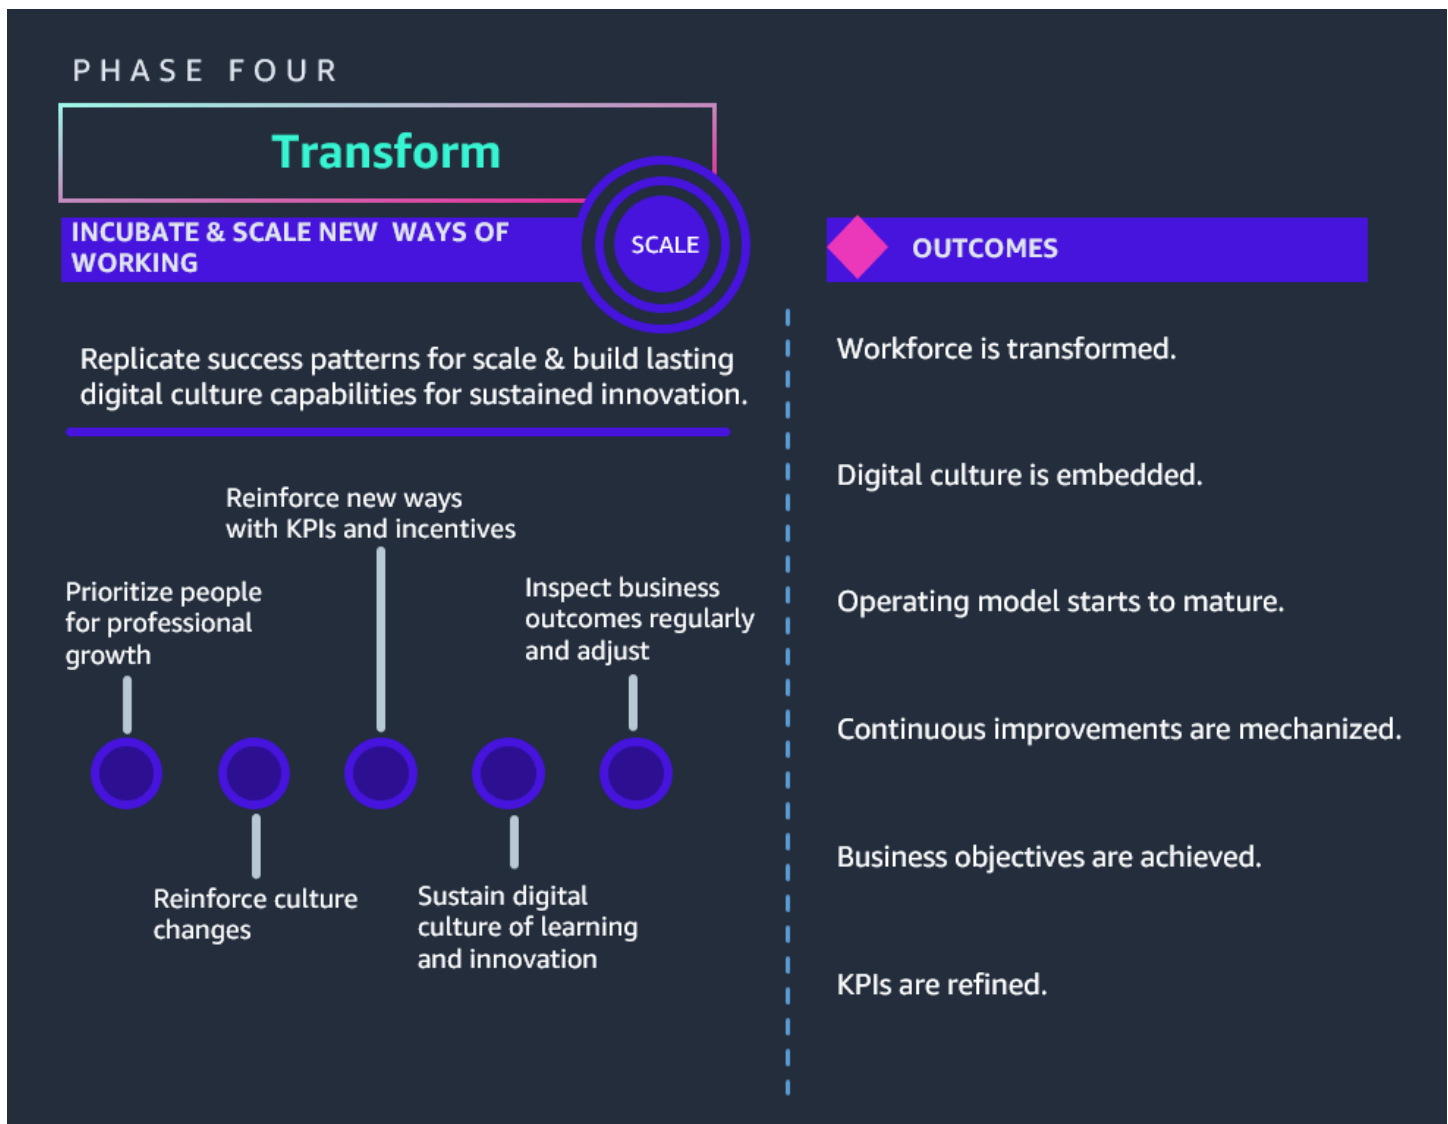 PHASE FOUR
Transform
INCUBATE & SCALE NEW WAYS OF
WORKING
SCALE
Replicate success patterns for scale & build lasting
digital culture capabilities for sustained innovation.
Reinforce new ways
with KPIs and incentives
Prioritize people
for professional
growth
Inspect business
outcomes regularly
and adjust
Reinforce culture
changes
Sustain digital
culture of learning
and innovation
OUTCOMES
Workforce is transformed.
Digital culture is embedded.
Operating model starts to mature.
Continuous improvements are mechanized.
Business objectives are achieved.
KPIs are refined.